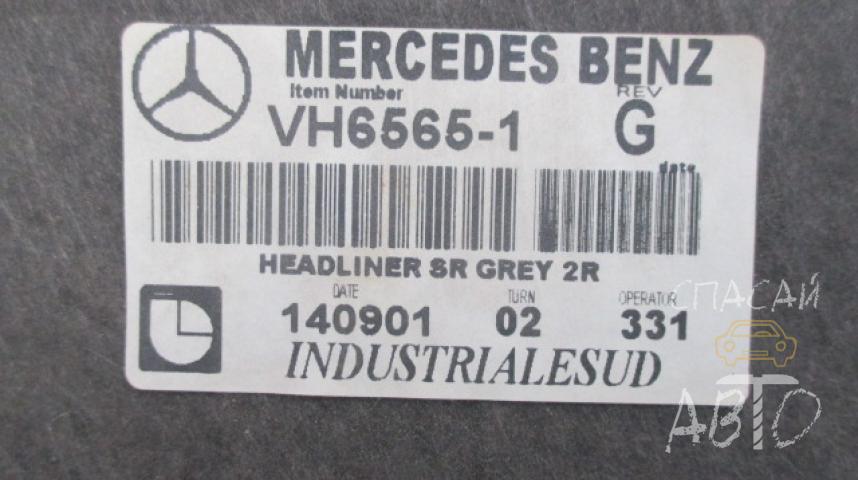 MERCEDES BENZ
Item Number
REV
VH6565-1
G
date
HEADLINER SR GREY 2R
DATE
TURN
OPERATOR
140901
02
331
INDUSTRIALESUD
СПАСАЙ
АВТО